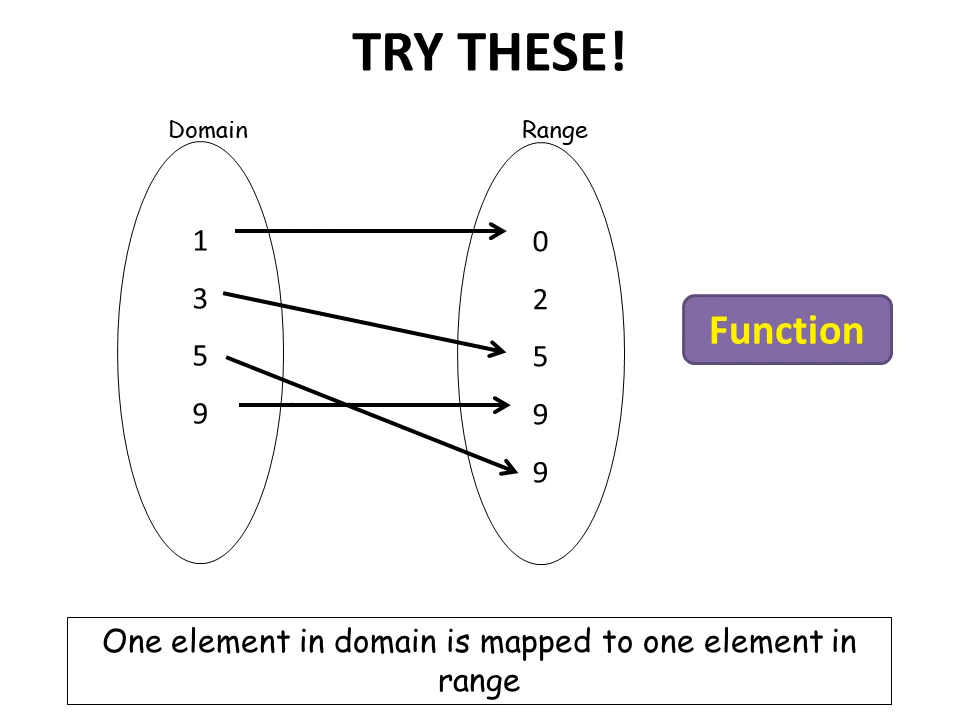 TRY THESE!
Domain
Range
1
3
5
9
0
2
5
9
9
Function
One element in domain is mapped to one element in
range